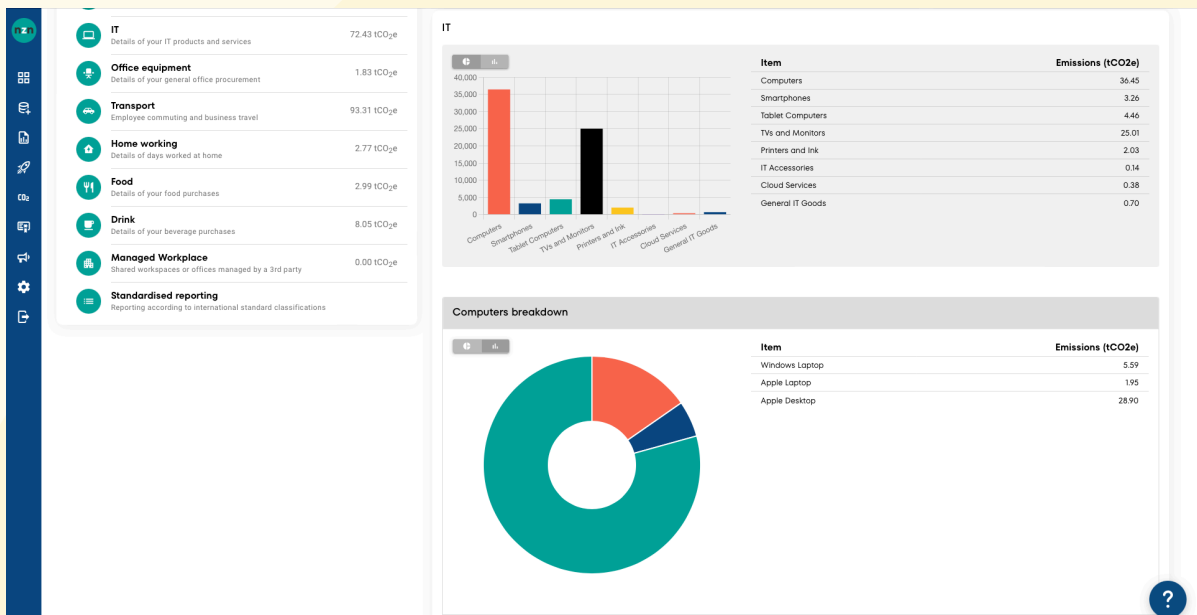 nzn
CO2
IT
Details of your IT products and services
72.43 tCO2e
Office equipment
Details of your general office procurement
1.83 tCO2e
Transport
Employee commuting and business travel
93.31 tCO2e
Home working
Details of days worked at home
2.77 tCO2e
Food
Details of your food purchases
2.99 tCO2e
Drink
Details of your beverage purchases
8.05 tCO2e
Managed Workplace
Shared workspaces or offices managed by a 3rd party
0.00 tCO2e
Standardised reporting
Reporting according to international standard classifications
IT
40,000
35,000
30,000
25,000
20,000
15,000
10,000
5,000
0
Computers
Smartphones
Tablet Computers
TVs and Monitors
Printers and Ink
IT Accessories
Cloud Services
General IT Goods
Item Emissions (tCO2e)
Computers 36.45
Smartphones 3.26
Tablet Computers 4.46
TVs and Monitors 25.01
Printers and Ink 2.03
IT Accessories 0.14
Cloud Services 0.38
General IT Goods 0.70
Computers breakdown
Item Emissions (tCO2e)
Windows Laptop 5.59
Apple Laptop 1.95
Apple Desktop 28.90
?